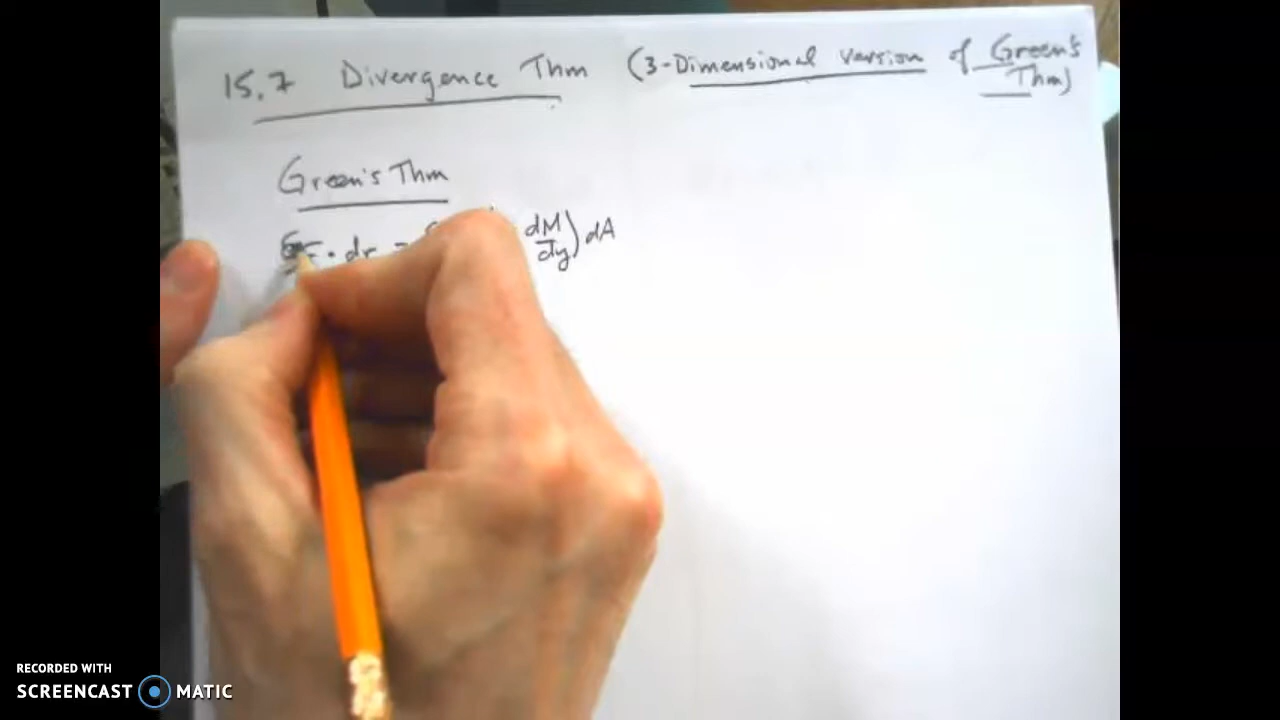 15.7 Divergence Thm (3-Dimensional version of Green's Thm)
Green's Thm
F · dr = dM/dy) dA
RECORDED WITH
SCREENCAST MATIC